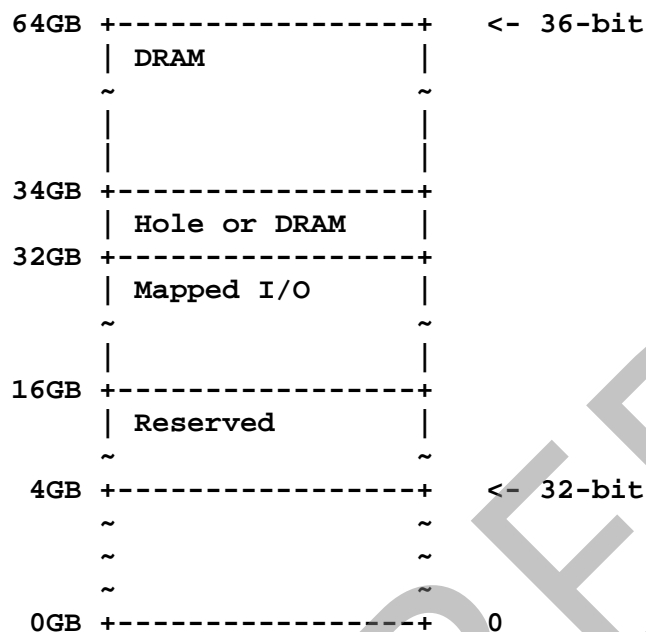 64GB +-----------------+   <- 36-bit
     | DRAM            |
     ~                 ~
     |                 |
     |                 |
34GB +-----------------+
     | Hole or DRAM    |
32GB +-----------------+
     | Mapped I/O      |
     ~                 ~
     |                 |
16GB +-----------------+
     | Reserved        |
     ~                 ~
 4GB +-----------------+   <- 32-bit
     ~                 ~
     ~                 ~
     ~                 ~
 0GB +-----------------+   0